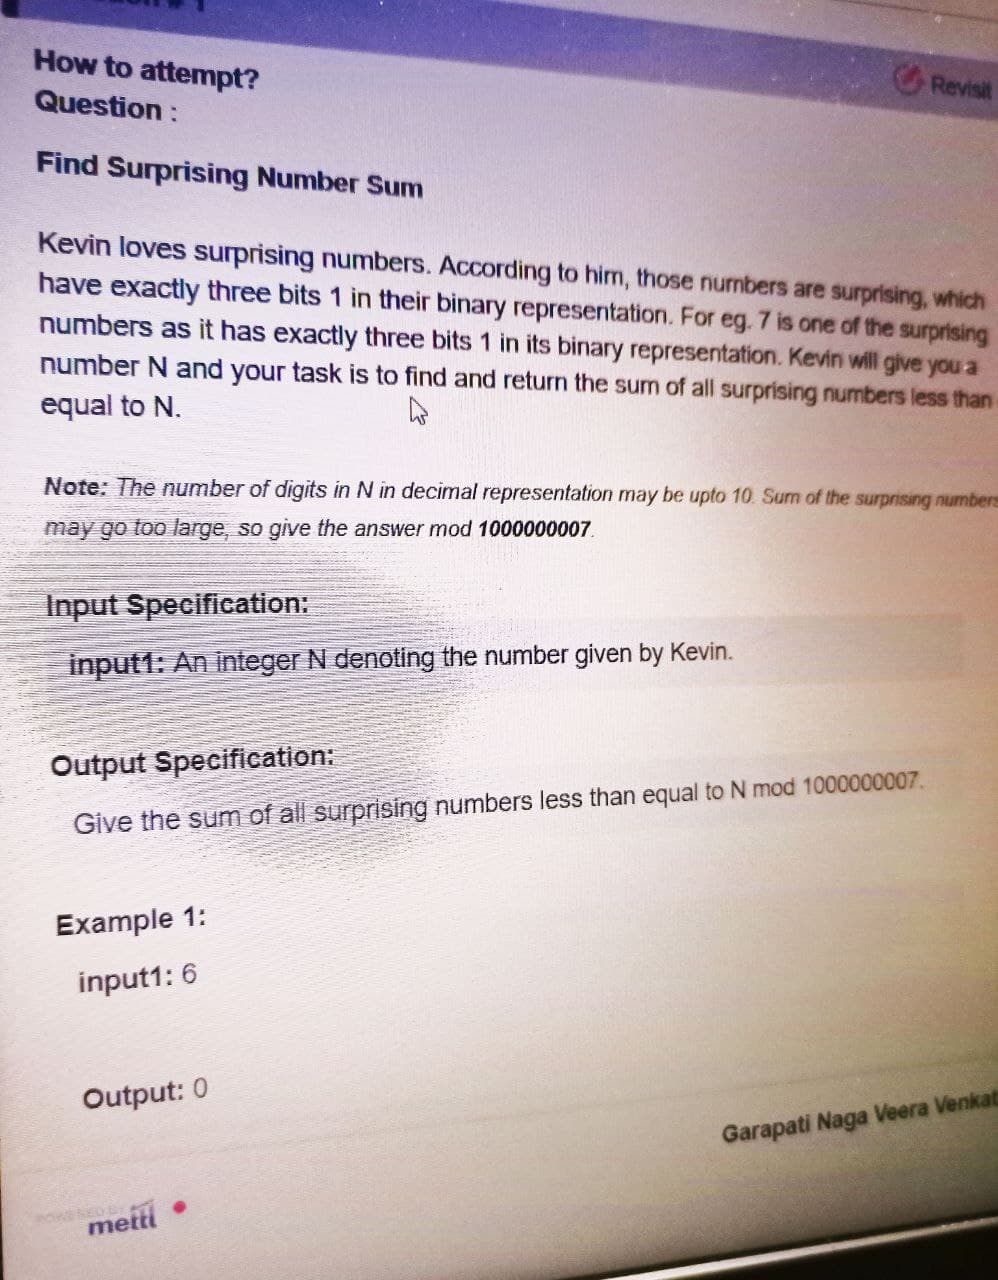 1
Revisit
How to attempt?
Question :
Find Surprising Number Sum
Kevin loves surprising numbers. According to him, those numbers are surprising, which
have exactly three bits 1 in their binary representation. For eg. 7 is one of the surprising
numbers as it has exactly three bits 1 in its binary representation. Kevin will give you a
number N and your task is to find and return the sum of all surprising numbers less than
equal to N.
Note: The number of digits in N in decimal representation may be upto 10. Sum of the surprising numbers
may go too large, so give the answer mod 1000000007.
Input Specification:
input1: An integer N denoting the number given by Kevin.
Output Specification:
Give the sum of all surprising numbers less than equal to N mod 1000000007.
Example 1:
input1: 6
Output: 0
Garapati Naga Veera Venkat
POWERED BY
mettl